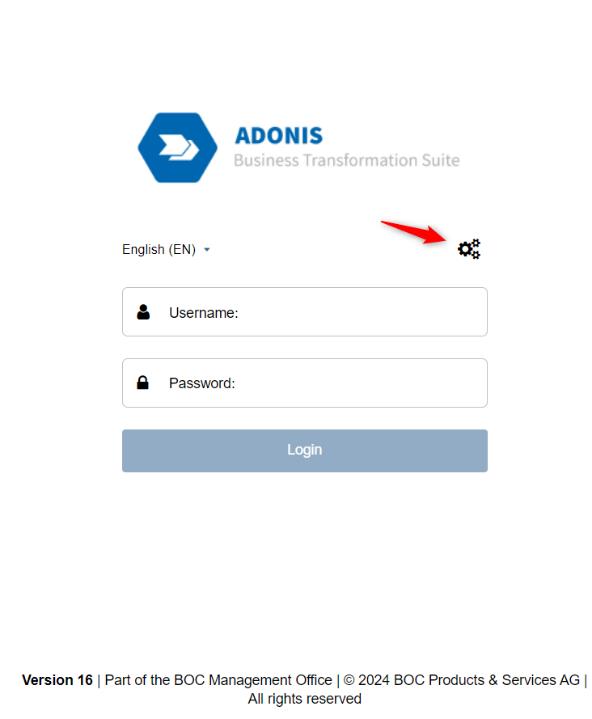 ADONIS
Business Transformation Suite
English (EN)
Username:
Password:
Login
Version 16 | Part of the BOC Management Office | © 2024 BOC Products & Services AG |
All rights reserved